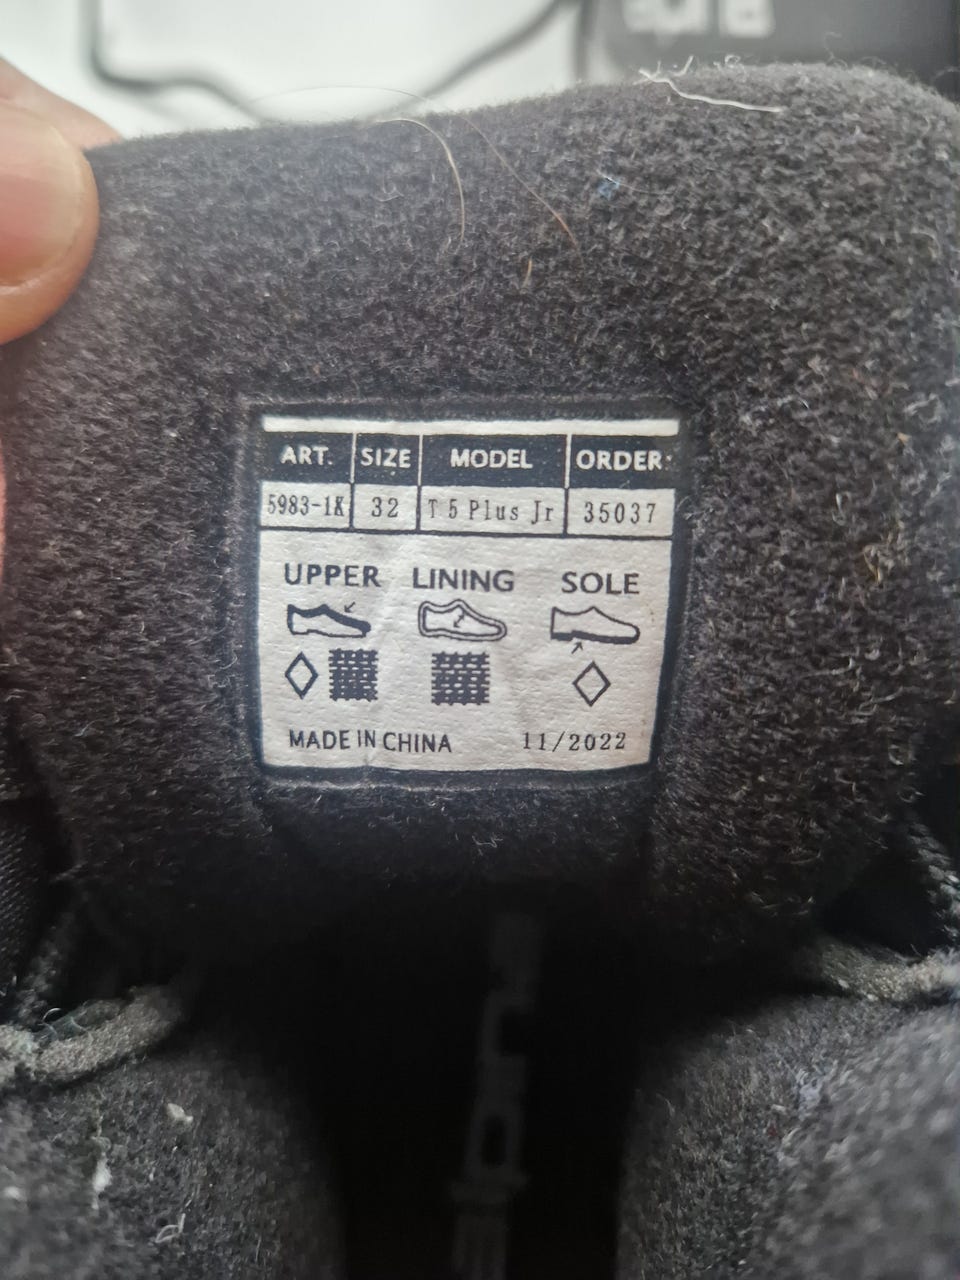 ART. SIZE MODEL ORDER
5983-1K 32 T 5 Plus Jr 35037
UPPER LINING SOLE
MADE IN CHINA 11/2022